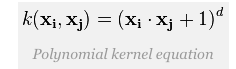 k(𝐱ᵢ, 𝐱ⱼ) = (𝐱ᵢ · 𝐱ⱼ + 1)ᵈ
Polynomial kernel equation